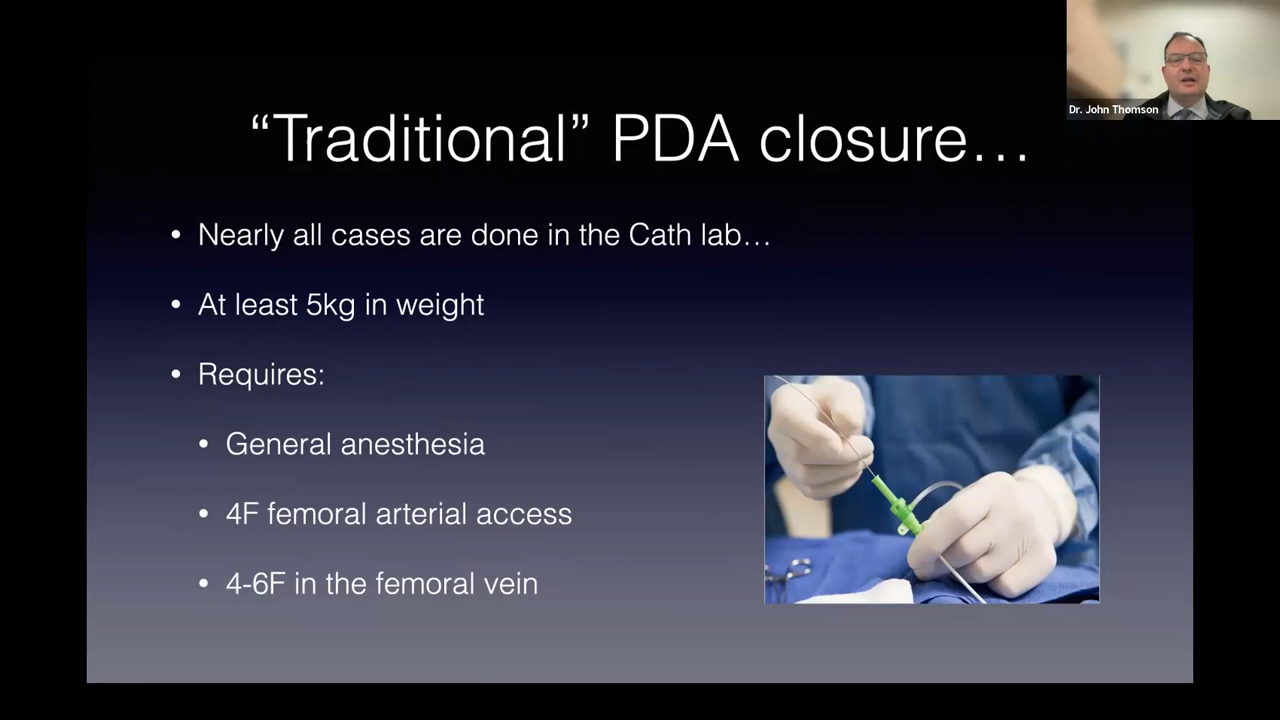 Dr. John Thomson
“Traditional” PDA closure…
• Nearly all cases are done in the Cath lab…
• At least 5kg in weight
• Requires:
• General anesthesia
• 4F femoral arterial access
• 4-6F in the femoral vein